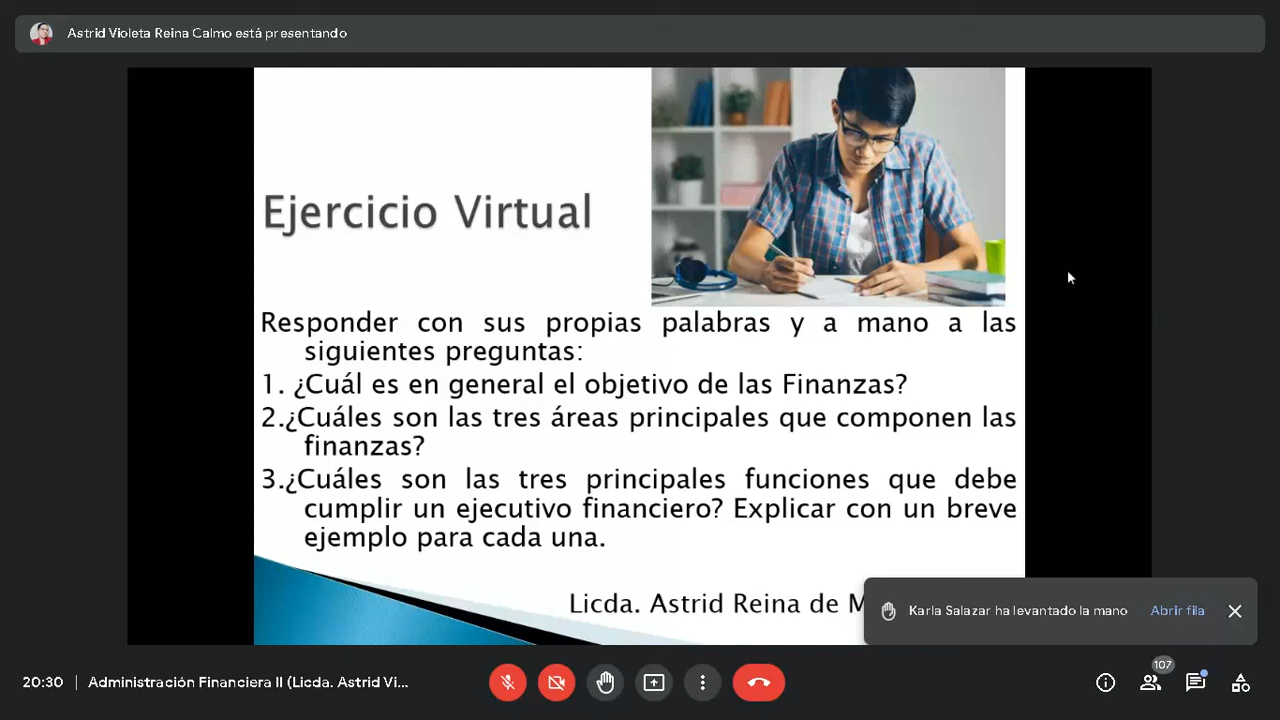 Astrid Violeta Reina Calmo está presentando
Ejercicio Virtual
Responder con sus propias palabras y a mano a las
siguientes preguntas:
1. ¿Cuál es en general el objetivo de las Finanzas?
2.¿Cuáles son las tres áreas principales que componen las
finanzas?
3.¿Cuáles son las tres principales funciones que debe
cumplir un ejecutivo financiero? Explicar con un breve
ejemplo para cada una.
Licda. Astrid Reina de
Karla Salazar ha levantado la mano
Abrir fila
20:30
Administración Financiera II (Licda. Astrid Vi...
107